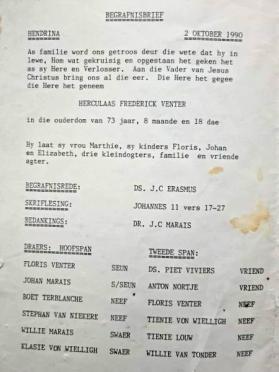 BEGRAFNISBRIEF
HENDRINA 2 OKTOBER 1990
As familie word ons getroos deur die wete dat hy in
lewe, Hom wat gekruisig en opgestaan het geken het
as sy Here en Verlosser. Aan die Vader van Jesus
Christus bring ons al die eer. Die Here het gegee
die Here het geneem
HERCULAAS FREDERICK VENTER
in die ouderdom van 73 jaar, 8 maande en 18 dae
Hy laat sy vrou Marthie, sy kinders Floris, Johan
en Elizabeth, drie kleindogters, familie en vriende
agter.
BEGRAFNISREDE: DS. J.C ERASMUS
SKRIFLESING: JOHANNES 11 vers 17-27
BEDANKINGS: DR. J.C MARAIS
DRAERS: HOOFSPAN TWEEDE SPAN:
FLORIS VENTER SEUN DS. PIET VIVIERS VRIEND
JOHAN MARAIS S/SEUN ANTON NORTJE VRIEND
BOET TERBLANCHE NEEF FLORIS VENTER NEEF
STEPHAN VAN NIEKERK NEEF TIENIE VON WIELLIGH NEEF
WILLIE MARAIS SWAER TIENIE LOUW NEEF
KLASIE VON WIELLIGH SWAER WILLIE VAN TONDER NEEF